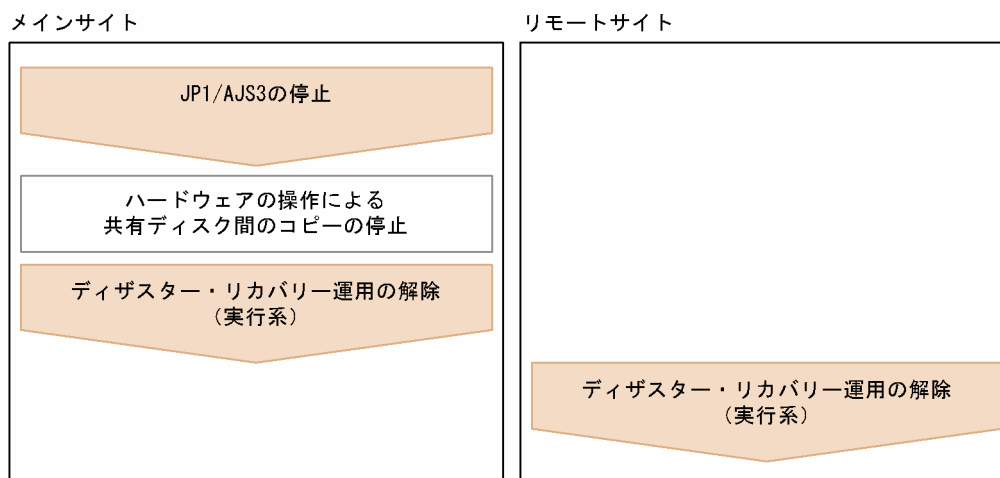 メインサイト
JP1/AJS3の停止
ハードウェアの操作による
共有ディスク間のコピーの停止
ディザスター・リカバリー運用の解除
（実行系）
リモートサイト
ディザスター・リカバリー運用の解除
（実行系）